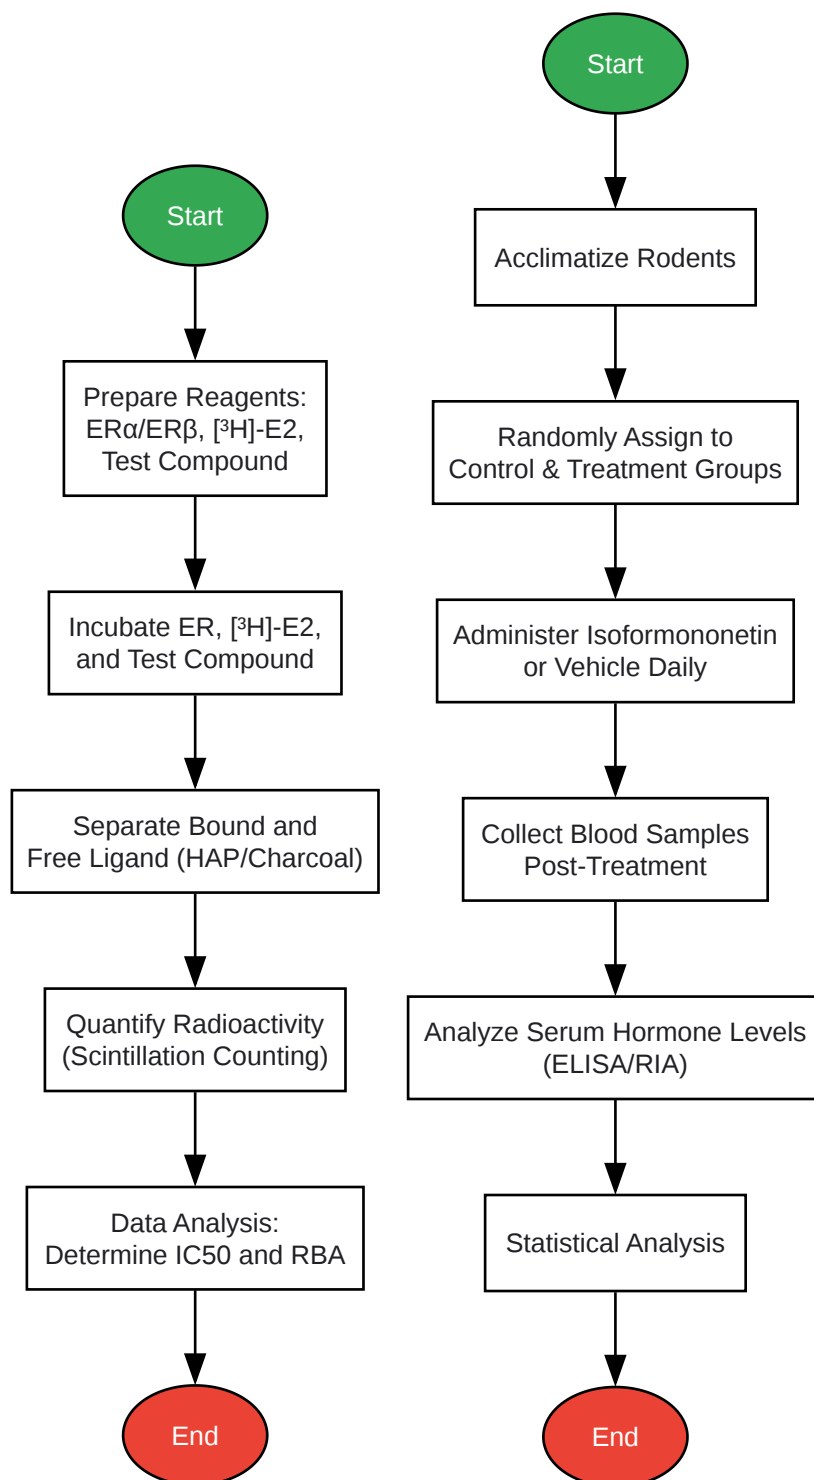 Start
Prepare Reagents:
ERα/ERβ, [³H]-E2,
Test Compound
Incubate ER, [³H]-E2,
and Test Compound
Separate Bound and
Free Ligand (HAP/Charcoal)
Quantify Radioactivity
(Scintillation Counting)
Data Analysis:
Determine IC50 and RBA
End
Start
Acclimatize Rodents
Randomly Assign to
Control & Treatment Groups
Administer Isoformononetin
or Vehicle Daily
Collect Blood Samples
Post-Treatment
Analyze Serum Hormone Levels
(ELISA/RIA)
Statistical Analysis
End